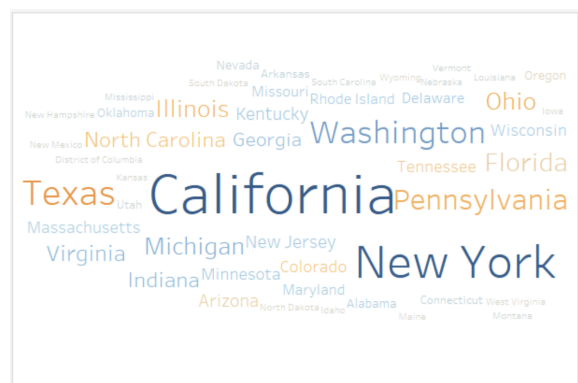 Nevada
Vermont
Arkansas
Louisiana
Oregon
South Dakota
South Carolina
Wyoming
Nebraska
Missouri
Mississippi
Rhode Island
Delaware
Illinois
Ohio
Iowa
New Hampshire
Oklahoma
Kentucky
Washington
Wisconsin
New Mexico
North Carolina
Georgia
District of Columbia
Tennessee
Florida
Kansas
Texas
Utah
California
Pennsylvania
Massachusetts
Virginia
Michigan
New Jersey
New York
Indiana
Minnesota
Colorado
Maryland
Arizona
North Dakota
Idaho
Alabama
Connecticut
West Virginia
Maine
Montana